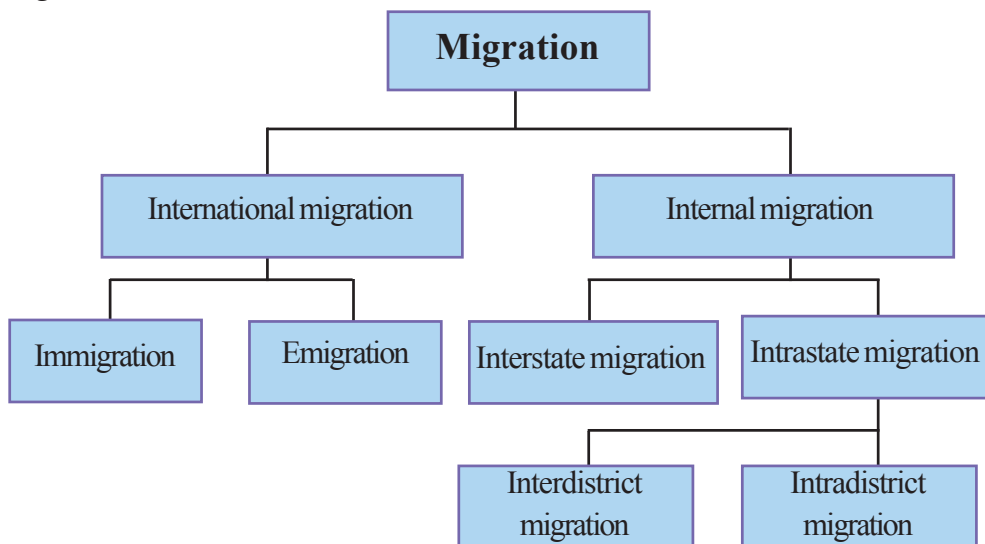 Migration
International migration
Internal migration
Immigration
Emigration
Interstate migration
Intrastate migration
Interdistrict
migration
Intradistrict
migration